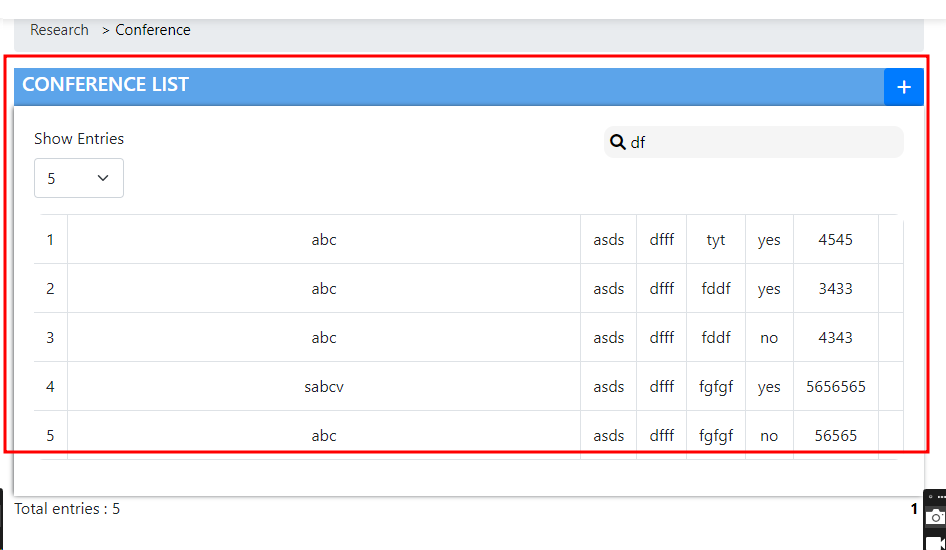 Research > Conference
CONFERENCE LIST +
Show Entries
df
5
1 abc asds dfff tyt yes 4545
2 abc asds dfff fddf yes 3433
3 abc asds dfff fddf no 4343
4 sabcv asds dfff fgfgf yes 5656565
5 abc asds dfff fgfgf no 56565
Total entries : 5 1